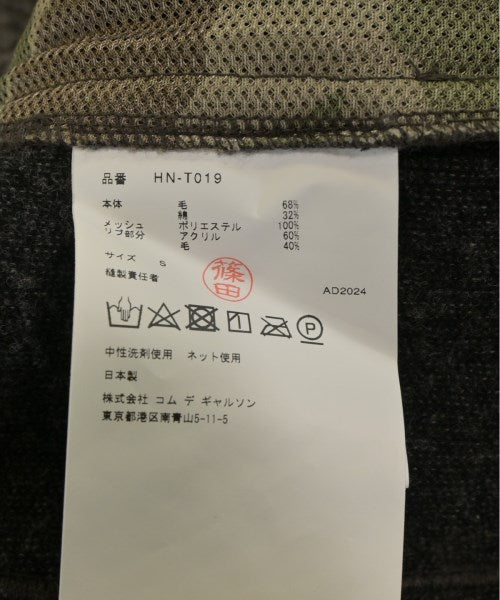 品番 HN-T019
本体 毛 68%
綿 32%
メッシュ ポリエステル 100%
リブ部分 アクリル 60%
毛 40%
サイズ S
縫製責任者 篠田
AD2024
P
中性洗剤使用 ネット使用
日本製
株式会社 コム デ ギャルソン
東京都港区南青山5-11-5